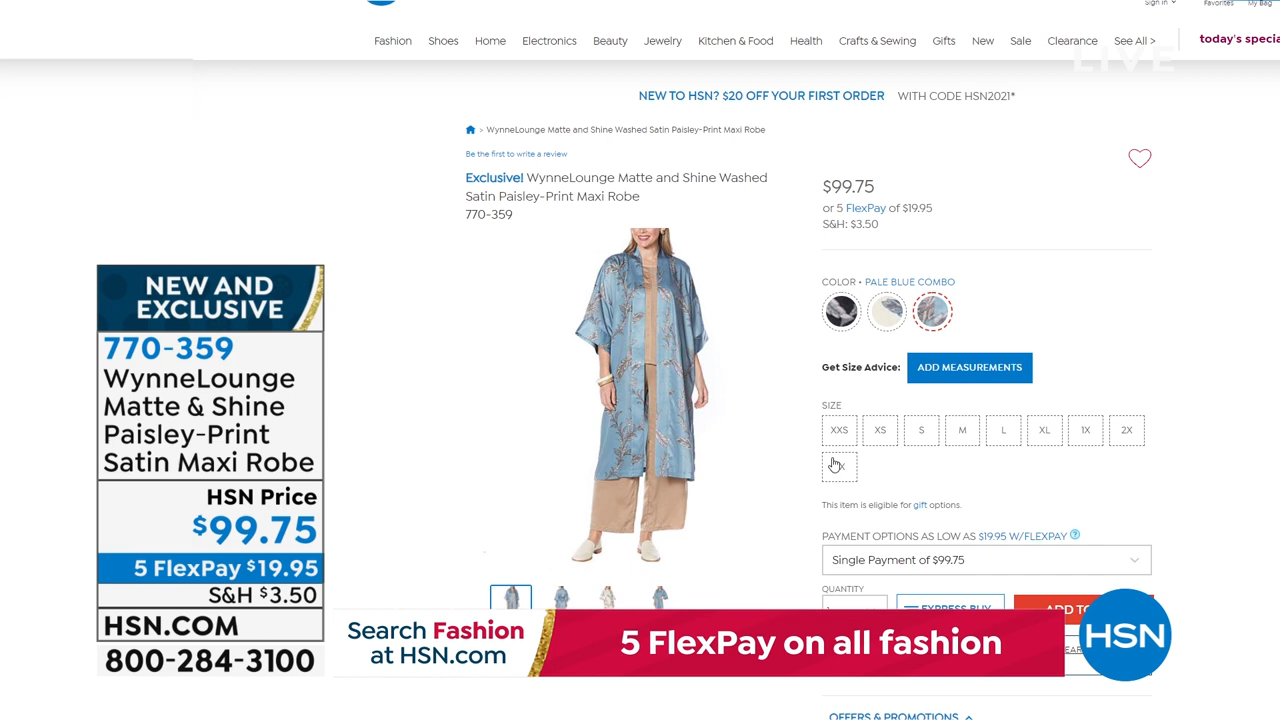 Sign In
Favorites
My Bag
Fashion Shoes Home Electronics Beauty Jewelry Kitchen & Food Health Crafts & Sewing Gifts New Sale Clearance See All >
today's
LIVE
NEW TO HSN? $20 OFF YOUR FIRST ORDER WITH CODE HSN2021*
> WynneLounge Matte and Shine Washed Satin Paisley-Print Maxi Robe
Be the first to write a review
Exclusive! WynneLounge Matte and Shine Washed
Satin Paisley-Print Maxi Robe
770-359
$99.75
or 5 FlexPay of $19.95
S&H: $3.50
COLOR • PALE BLUE COMBO
Get Size Advice: ADD MEASUREMENTS
SIZE
XXS XS S M L XL 1X 2X
This item is eligible for gift options.
PAYMENT OPTIONS AS LOW AS $19.95 W/FLEXPAY ?
Single Payment of $99.75
QUANTITY
EXPRESS BUY
ADD
OFFERS & PROMOTIONS
NEW AND
EXCLUSIVE
770-359
WynneLounge
Matte & Shine
Paisley-Print
Satin Maxi Robe
HSN Price
$99.75
5 FlexPay $19.95
S&H $3.50
HSN.COM
800-284-3100
Search Fashion
at HSN.com
5 FlexPay on all fashion
HSN